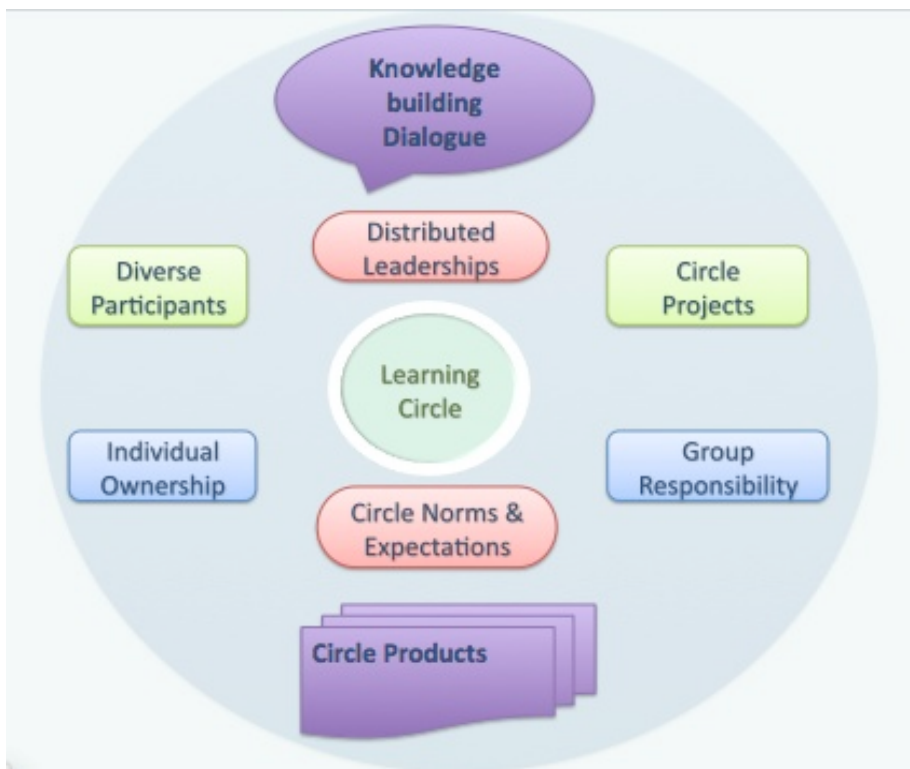 Knowledge
building
Dialogue
Distributed
Leaderships
Diverse
Participants
Circle
Projects
Learning
Circle
Individual
Ownership
Group
Responsibility
Circle Norms &
Expectations
Circle Products